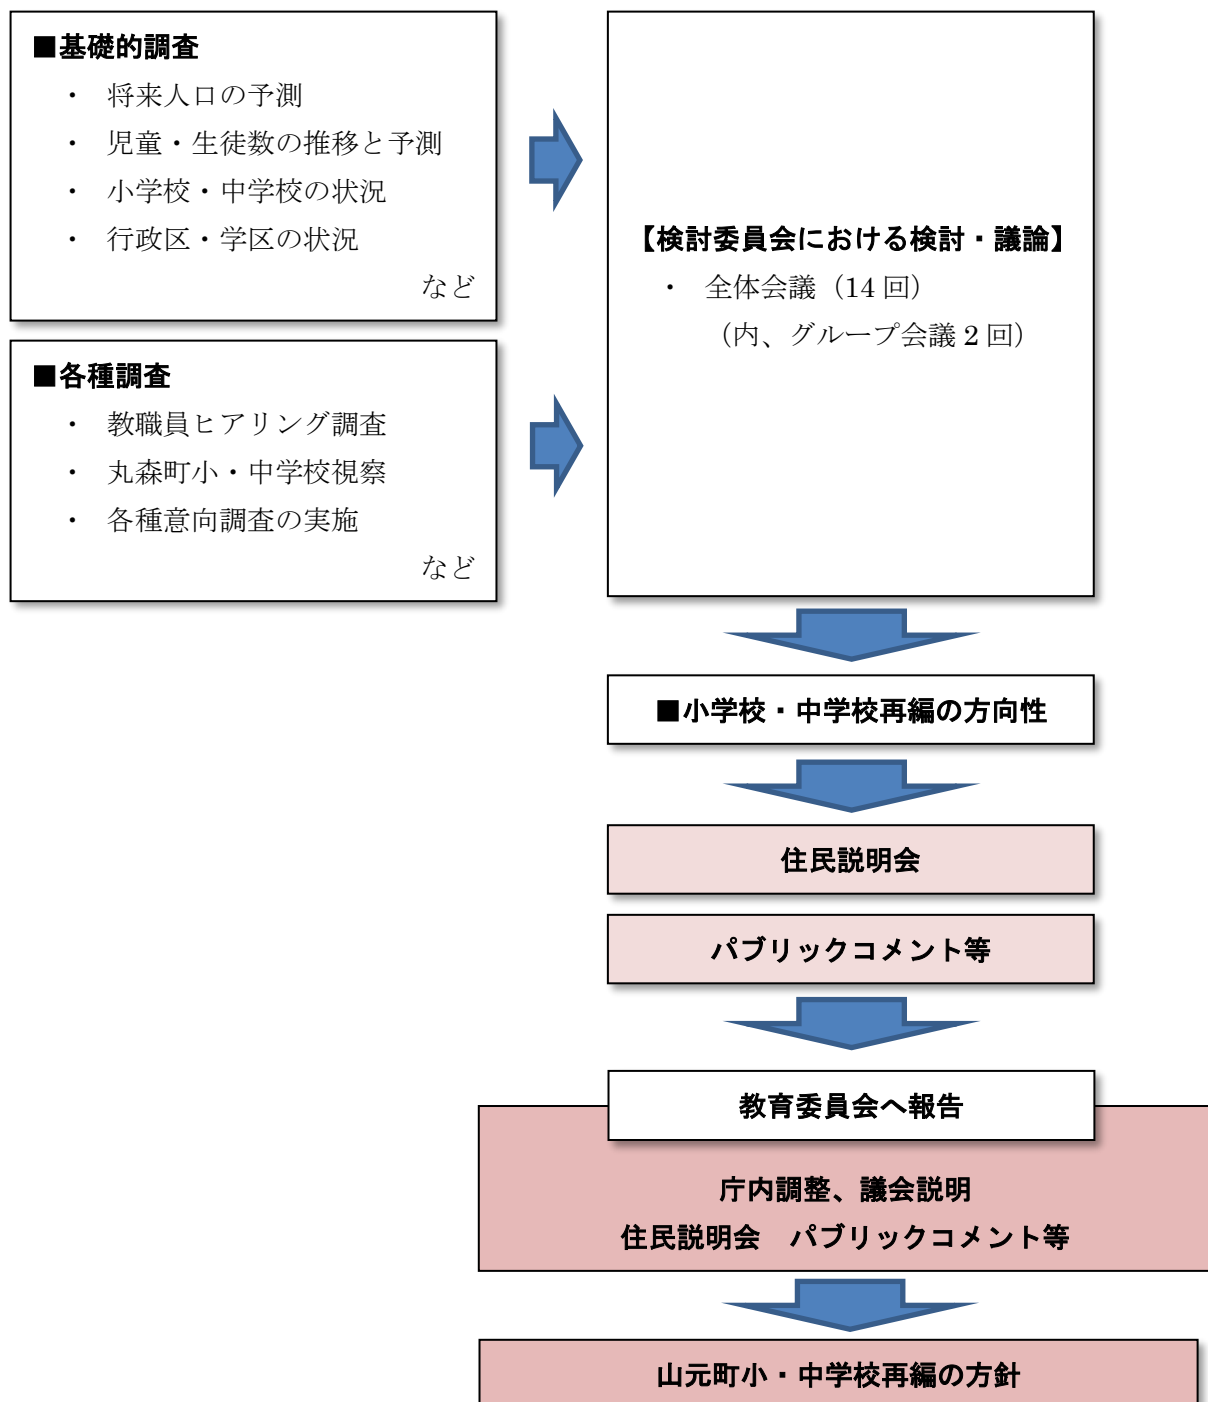 ■基礎的調査
・ 将来人口の予測
・ 児童・生徒数の推移と予測
・ 小学校・中学校の状況
・ 行政区・学区の状況
など
■各種調査
・ 教職員ヒアリング調査
・ 丸森町小・中学校視察
・ 各種意向調査の実施
など
【検討委員会における検討・議論】
・ 全体会議（14 回）
（内、グループ会議 2 回）
■小学校・中学校再編の方向性
住民説明会
パブリックコメント等
教育委員会へ報告
庁内調整、議会説明
住民説明会　パブリックコメント等
山元町小・中学校再編の方針